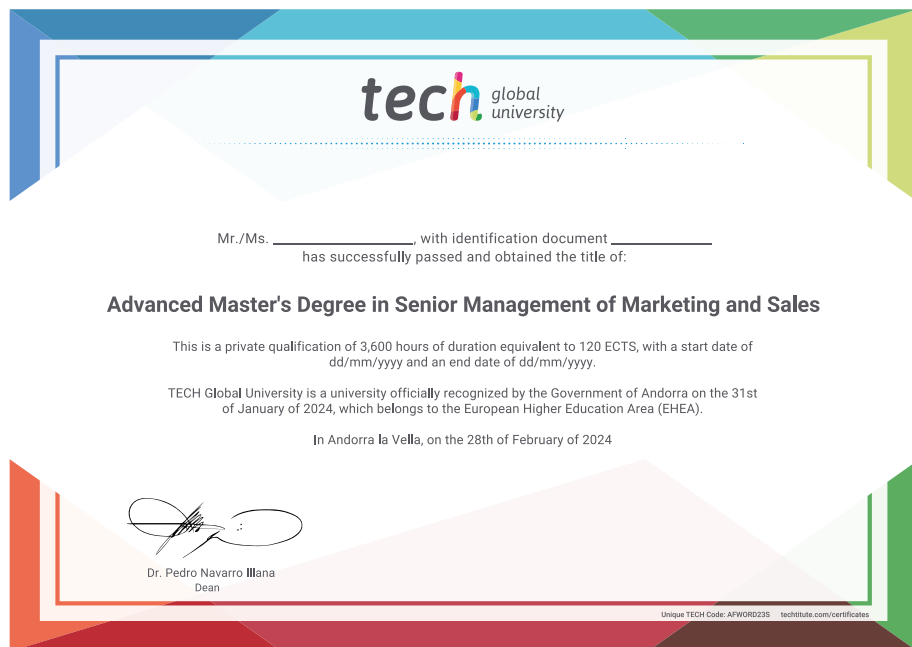 tech global
university
Mr./Ms. ____________________, with identification document ______________
has successfully passed and obtained the title of:
Advanced Master's Degree in Senior Management of Marketing and Sales
This is a private qualification of 3,600 hours of duration equivalent to 120 ECTS, with a start date of
dd/mm/yyyy and an end date of dd/mm/yyyy.
TECH Global University is a university officially recognized by the Government of Andorra on the 31st
of January of 2024, which belongs to the European Higher Education Area (EHEA).
In Andorra la Vella, on the 28th of February of 2024
Dr. Pedro Navarro Illana
Dean
Unique TECH Code: AFWORD23S techtitute.com/certificates